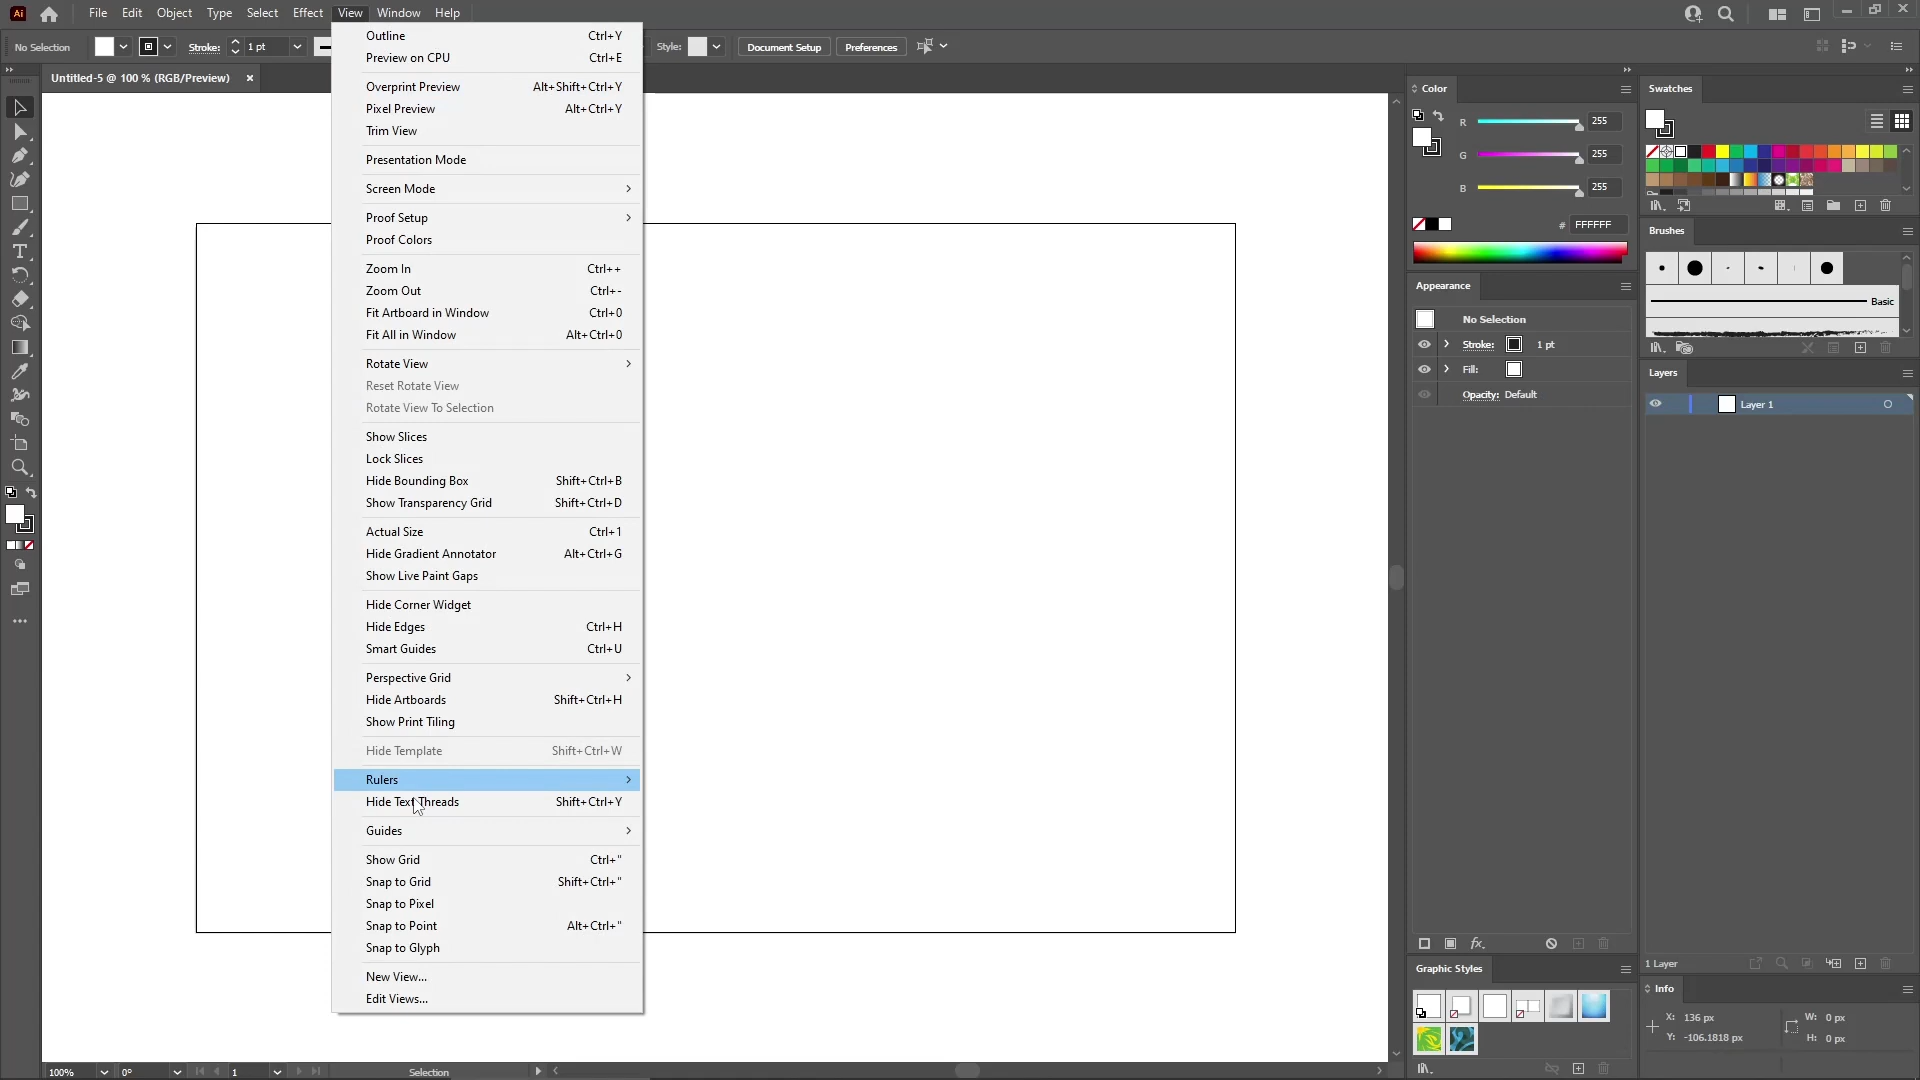 Ai File Edit Object Type Select Effect View Window Help
No Selection Stroke: 1 pt Style: Document Setup Preferences
Untitled-5 @ 100 % (RGB/Preview) ×
Outline Ctrl+Y
Preview on CPU Ctrl+E
Overprint Preview Alt+Shift+Ctrl+Y
Pixel Preview Alt+Ctrl+Y
Trim View
Presentation Mode
Screen Mode
Proof Setup
Proof Colors
Zoom In Ctrl++
Zoom Out Ctrl+-
Fit Artboard in Window Ctrl+0
Fit All in Window Alt+Ctrl+0
Rotate View
Reset Rotate View
Rotate View To Selection
Show Slices
Lock Slices
Hide Bounding Box Shift+Ctrl+B
Show Transparency Grid Shift+Ctrl+D
Actual Size Ctrl+1
Hide Gradient Annotator Alt+Ctrl+G
Show Live Paint Gaps
Hide Corner Widget
Hide Edges Ctrl+H
Smart Guides Ctrl+U
Perspective Grid
Hide Artboards Shift+Ctrl+H
Show Print Tiling
Hide Template Shift+Ctrl+W
Rulers
Hide Text Threads Shift+Ctrl+Y
Guides
Show Grid Ctrl+"
Snap to Grid Shift+Ctrl+"
Snap to Pixel
Snap to Point Alt+Ctrl+"
Snap to Glyph
New View...
Edit Views...
100% 0° 1 Selection
Color
R 255
G 255
B 255
# FFFFFF
Appearance
No Selection
Stroke: 1 pt
Fill:
Opacity: Default
fx.
Graphic Styles
Swatches
Brushes
Basic
Layers
Layer 1
1 Layer
Info
X: 136 px W: 0 px
Y: -106.1818 px H: 0 px